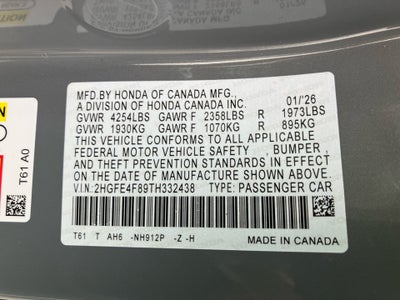 MFD.BY HONDA OF CANADA MFG.,
A DIVISION OF HONDA CANADA INC. 01/'26
GVWR 4254LBS GAWR F 2358LBS R 1973LBS
GVWR 1930KG GAWR F 1070KG R 895KG
THIS VEHICLE CONFORMS TO ALL APPLICABLE
FEDERAL MOTOR VEHICLE SAFETY , BUMPER ,
AND THEFT PREVENTION STANDARDS IN EFFECT
ON THE DATE OF MANUFACTURE SHOWN ABOVE.
V.I.N:2HGFE4F89TH332438 TYPE: PASSENGER CAR
T61 T AH6 -NH912P -Z -H
MADE IN CANADA
T61 A0